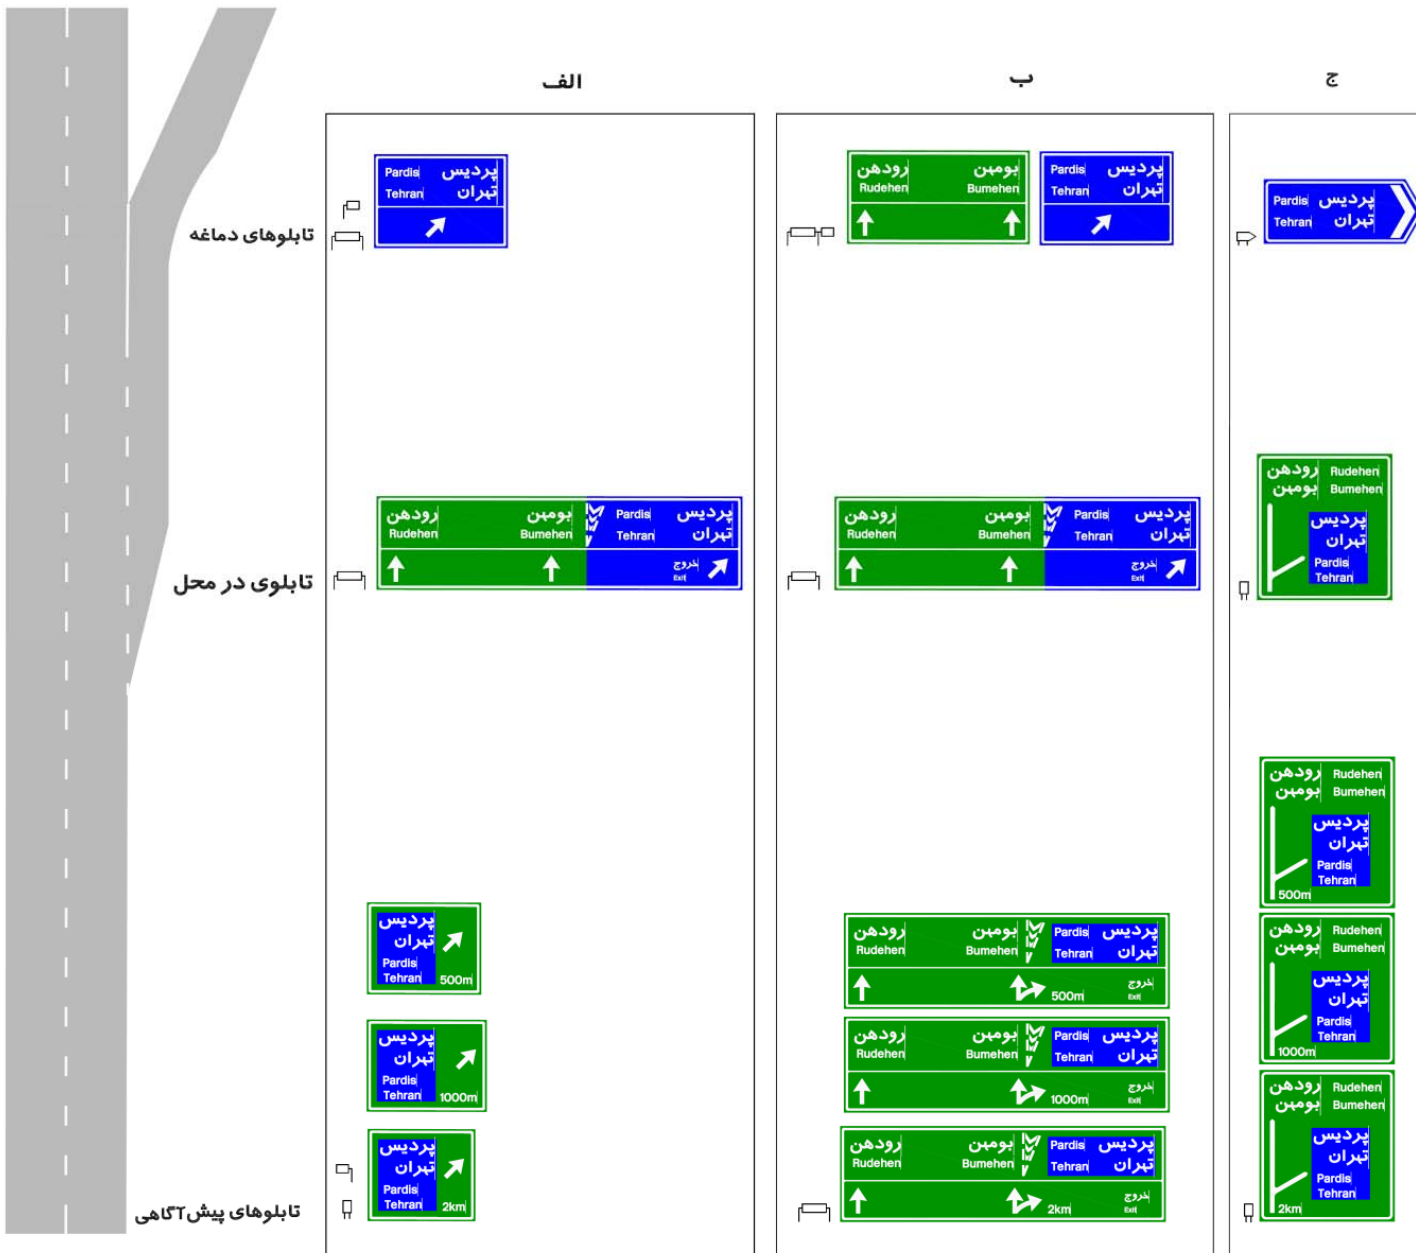 الف
ب
ج
تابلوهای دماغه
Pardis پردیس
Tehran تهران
رودهن بومهن
Rudehen Bumehen
Pardis پردیس
Tehran تهران
Pardis پردیس
Tehran تهران
تابلوی در محل
رودهن بومهن
Rudehen Bumehen
Pardis پردیس
Tehran تهران
خروج
Exit
رودهن بومهن
Rudehen Bumehen
Pardis پردیس
Tehran تهران
خروج
Exit
رودهن Rudehen
بومهن Bumehen
پردیس
تهران
Pardis
Tehran
تابلوهای پیش‌آگاهی
پردیس
تهران
Pardis
Tehran
500m
پردیس
تهران
Pardis
Tehran
1000m
پردیس
تهران
Pardis
Tehran
2km
رودهن بومهن
Rudehen Bumehen
Pardis پردیس
Tehran تهران
500m
خروج
Exit
رودهن بومهن
Rudehen Bumehen
Pardis پردیس
Tehran تهران
1000m
خروج
Exit
رودهن بومهن
Rudehen Bumehen
Pardis پردیس
Tehran تهران
2km
خروج
Exit
رودهن Rudehen
بومهن Bumehen
پردیس
تهران
Pardis
Tehran
500m
رودهن Rudehen
بومهن Bumehen
پردیس
تهران
Pardis
Tehran
1000m
رودهن Rudehen
بومهن Bumehen
پردیس
تهران
Pardis
Tehran
2km